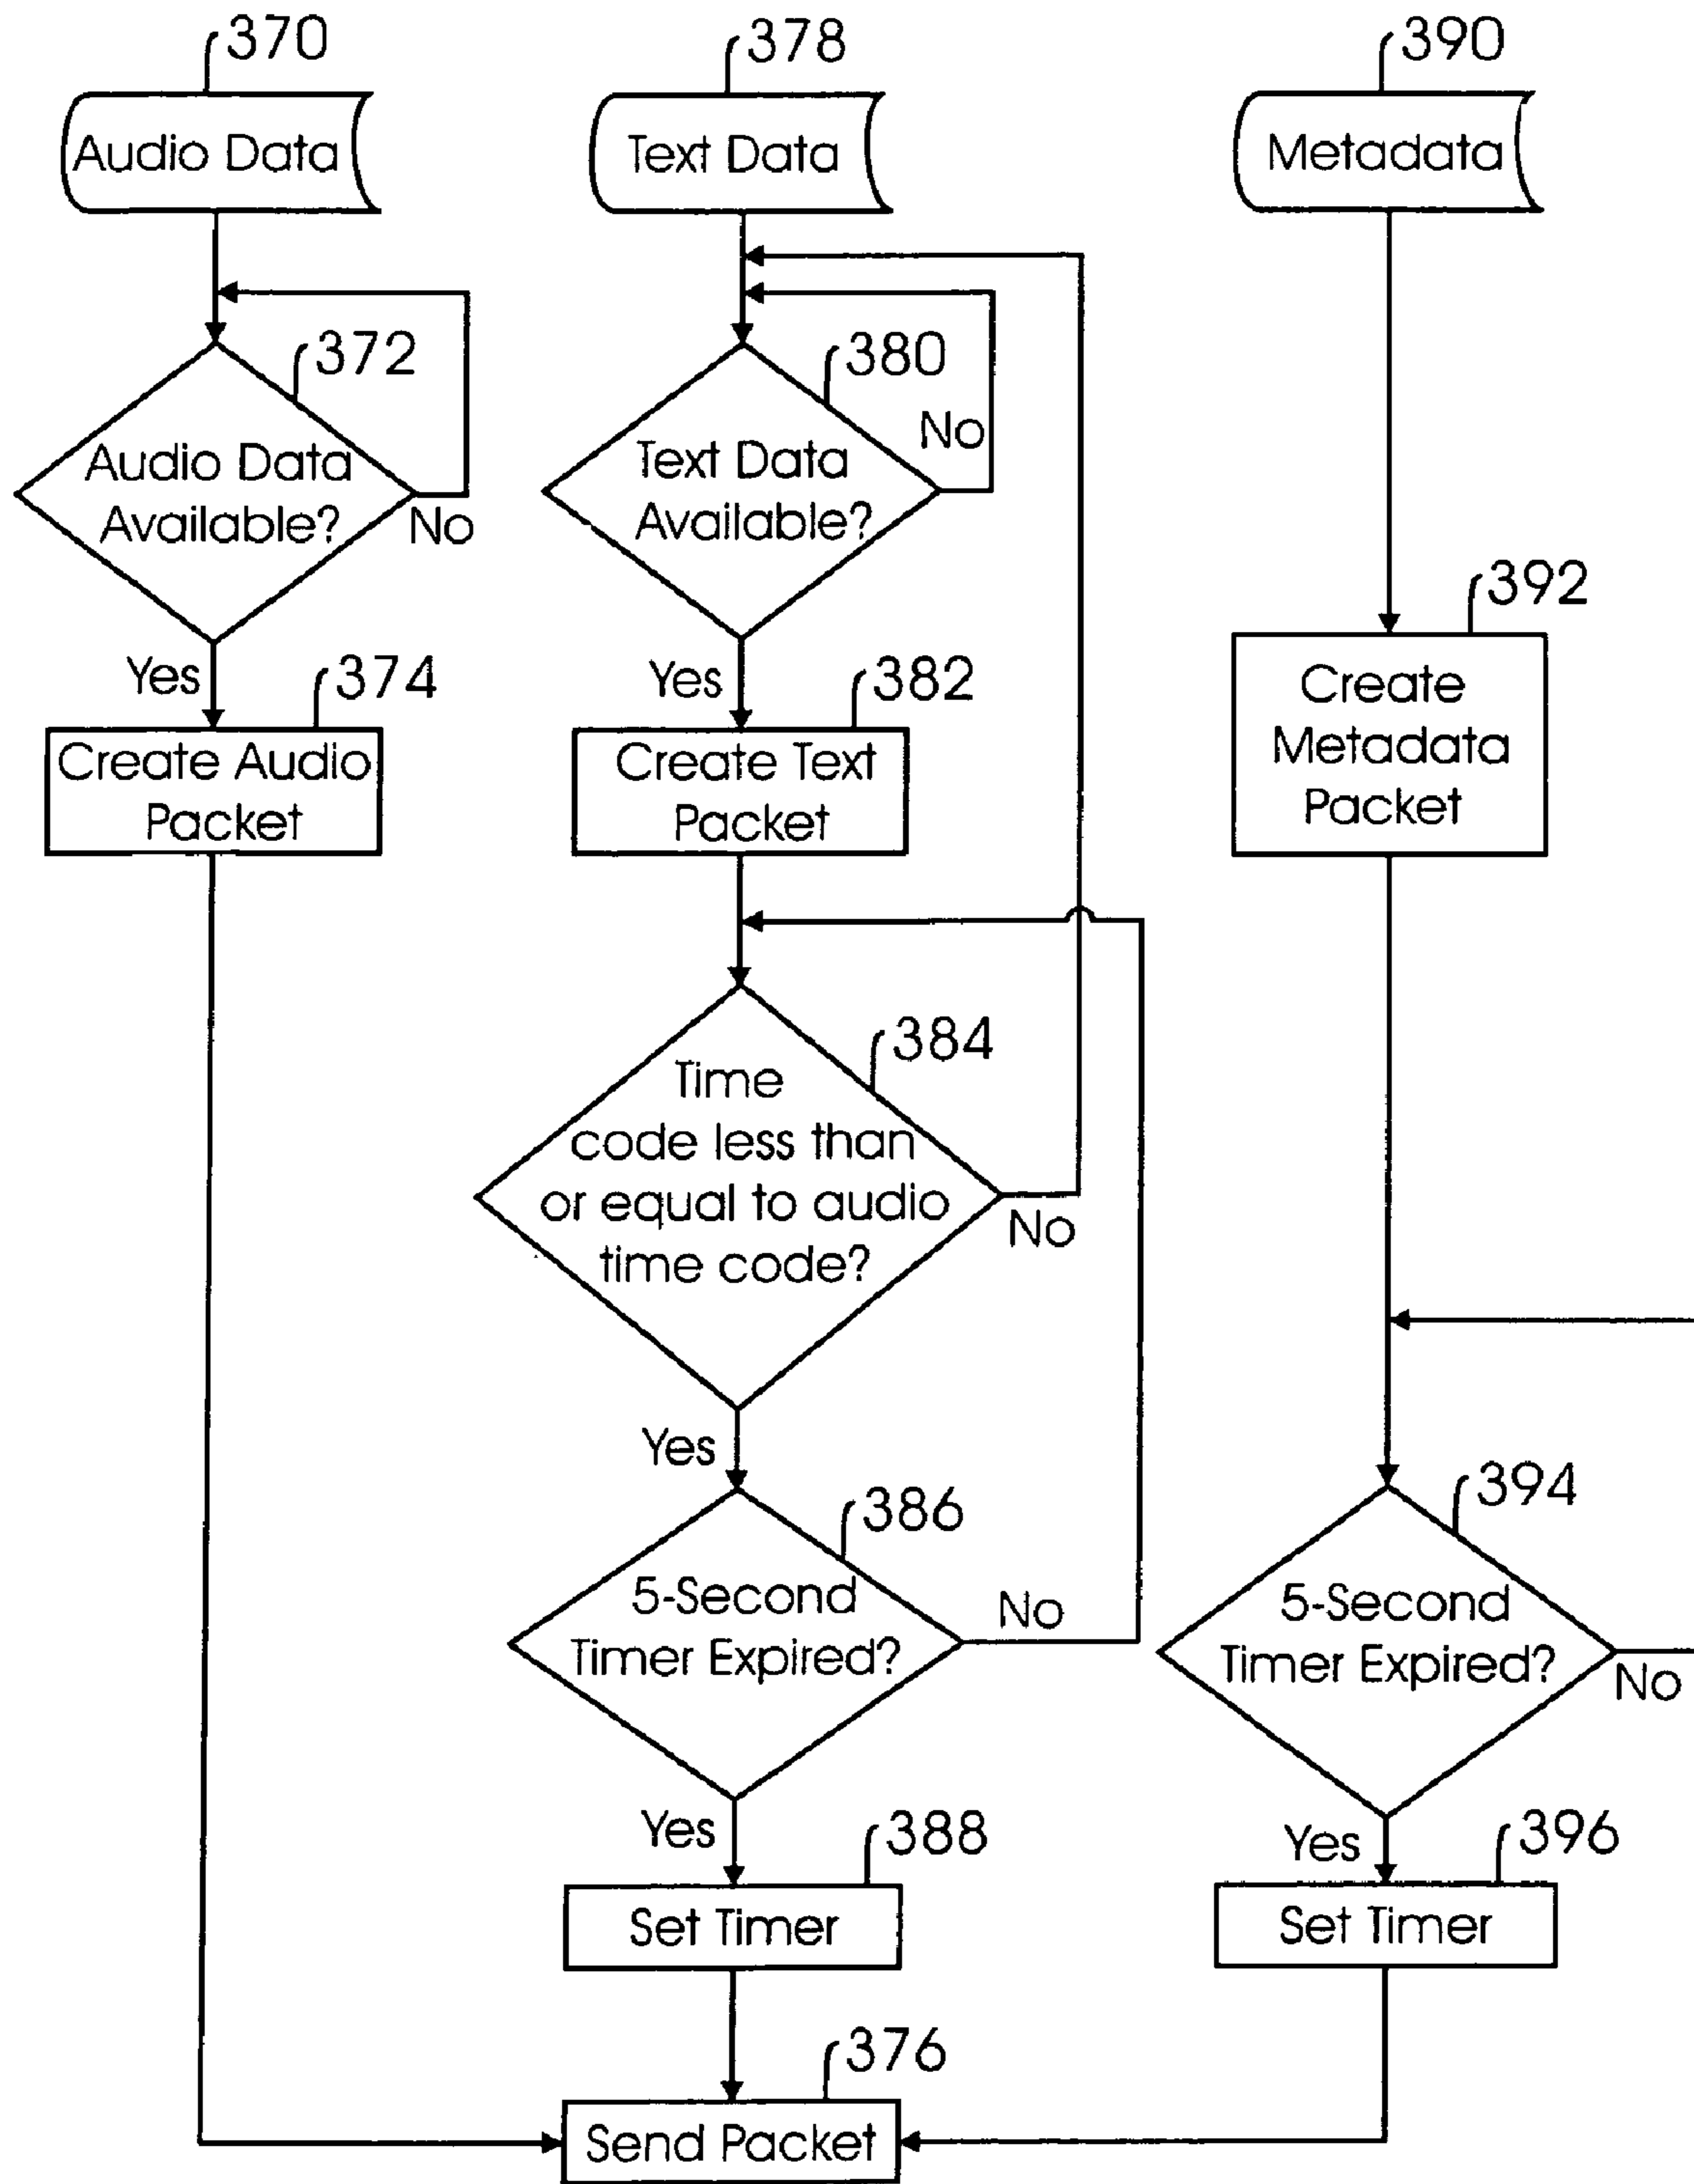 370
378
390
Audio Data
Text Data
Metadata
372
380
Audio Data
Available?
No
Text Data
Available?
No
392
Yes
374
Yes
382
Create Audio
Packet
Create Text
Packet
Create
Metadata
Packet
384
Time
code less than
or equal to audio
time code?
No
Yes
386
5-Second
Timer Expired?
No
394
5-Second
Timer Expired?
No
Yes
388
Yes
396
Set Timer
Set Timer
376
Send Packet